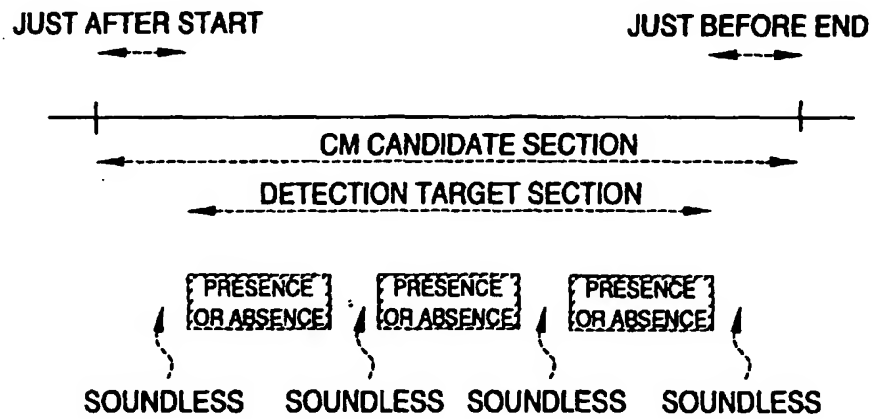 JUST AFTER START JUST BEFORE END
CM CANDIDATE SECTION
DETECTION TARGET SECTION
PRESENCE PRESENCE PRESENCE
OR ABSENCE OR ABSENCE OR ABSENCE
SOUNDLESS SOUNDLESS SOUNDLESS SOUNDLESS